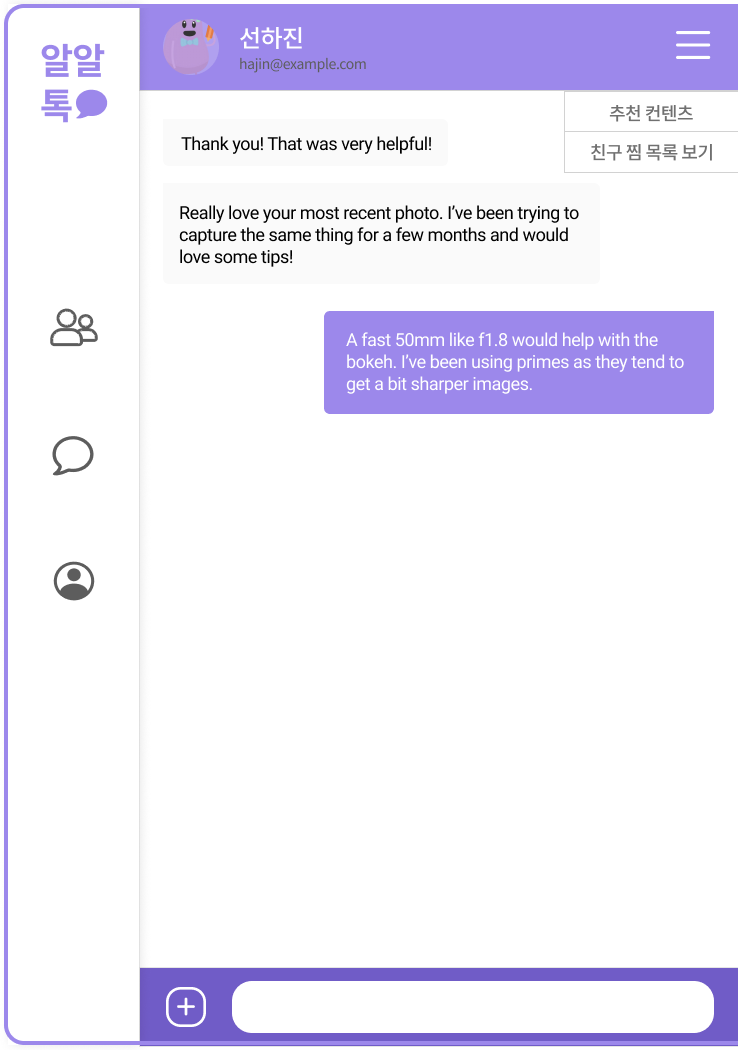 알알
톡
선하진
hajin@example.com
추천 컨텐츠
친구 찜 목록 보기
Thank you! That was very helpful!
Really love your most recent photo. I’ve been trying to
capture the same thing for a few months and would
love some tips!
A fast 50mm like f1.8 would help with the
bokeh. I’ve been using primes as they tend to
get a bit sharper images.